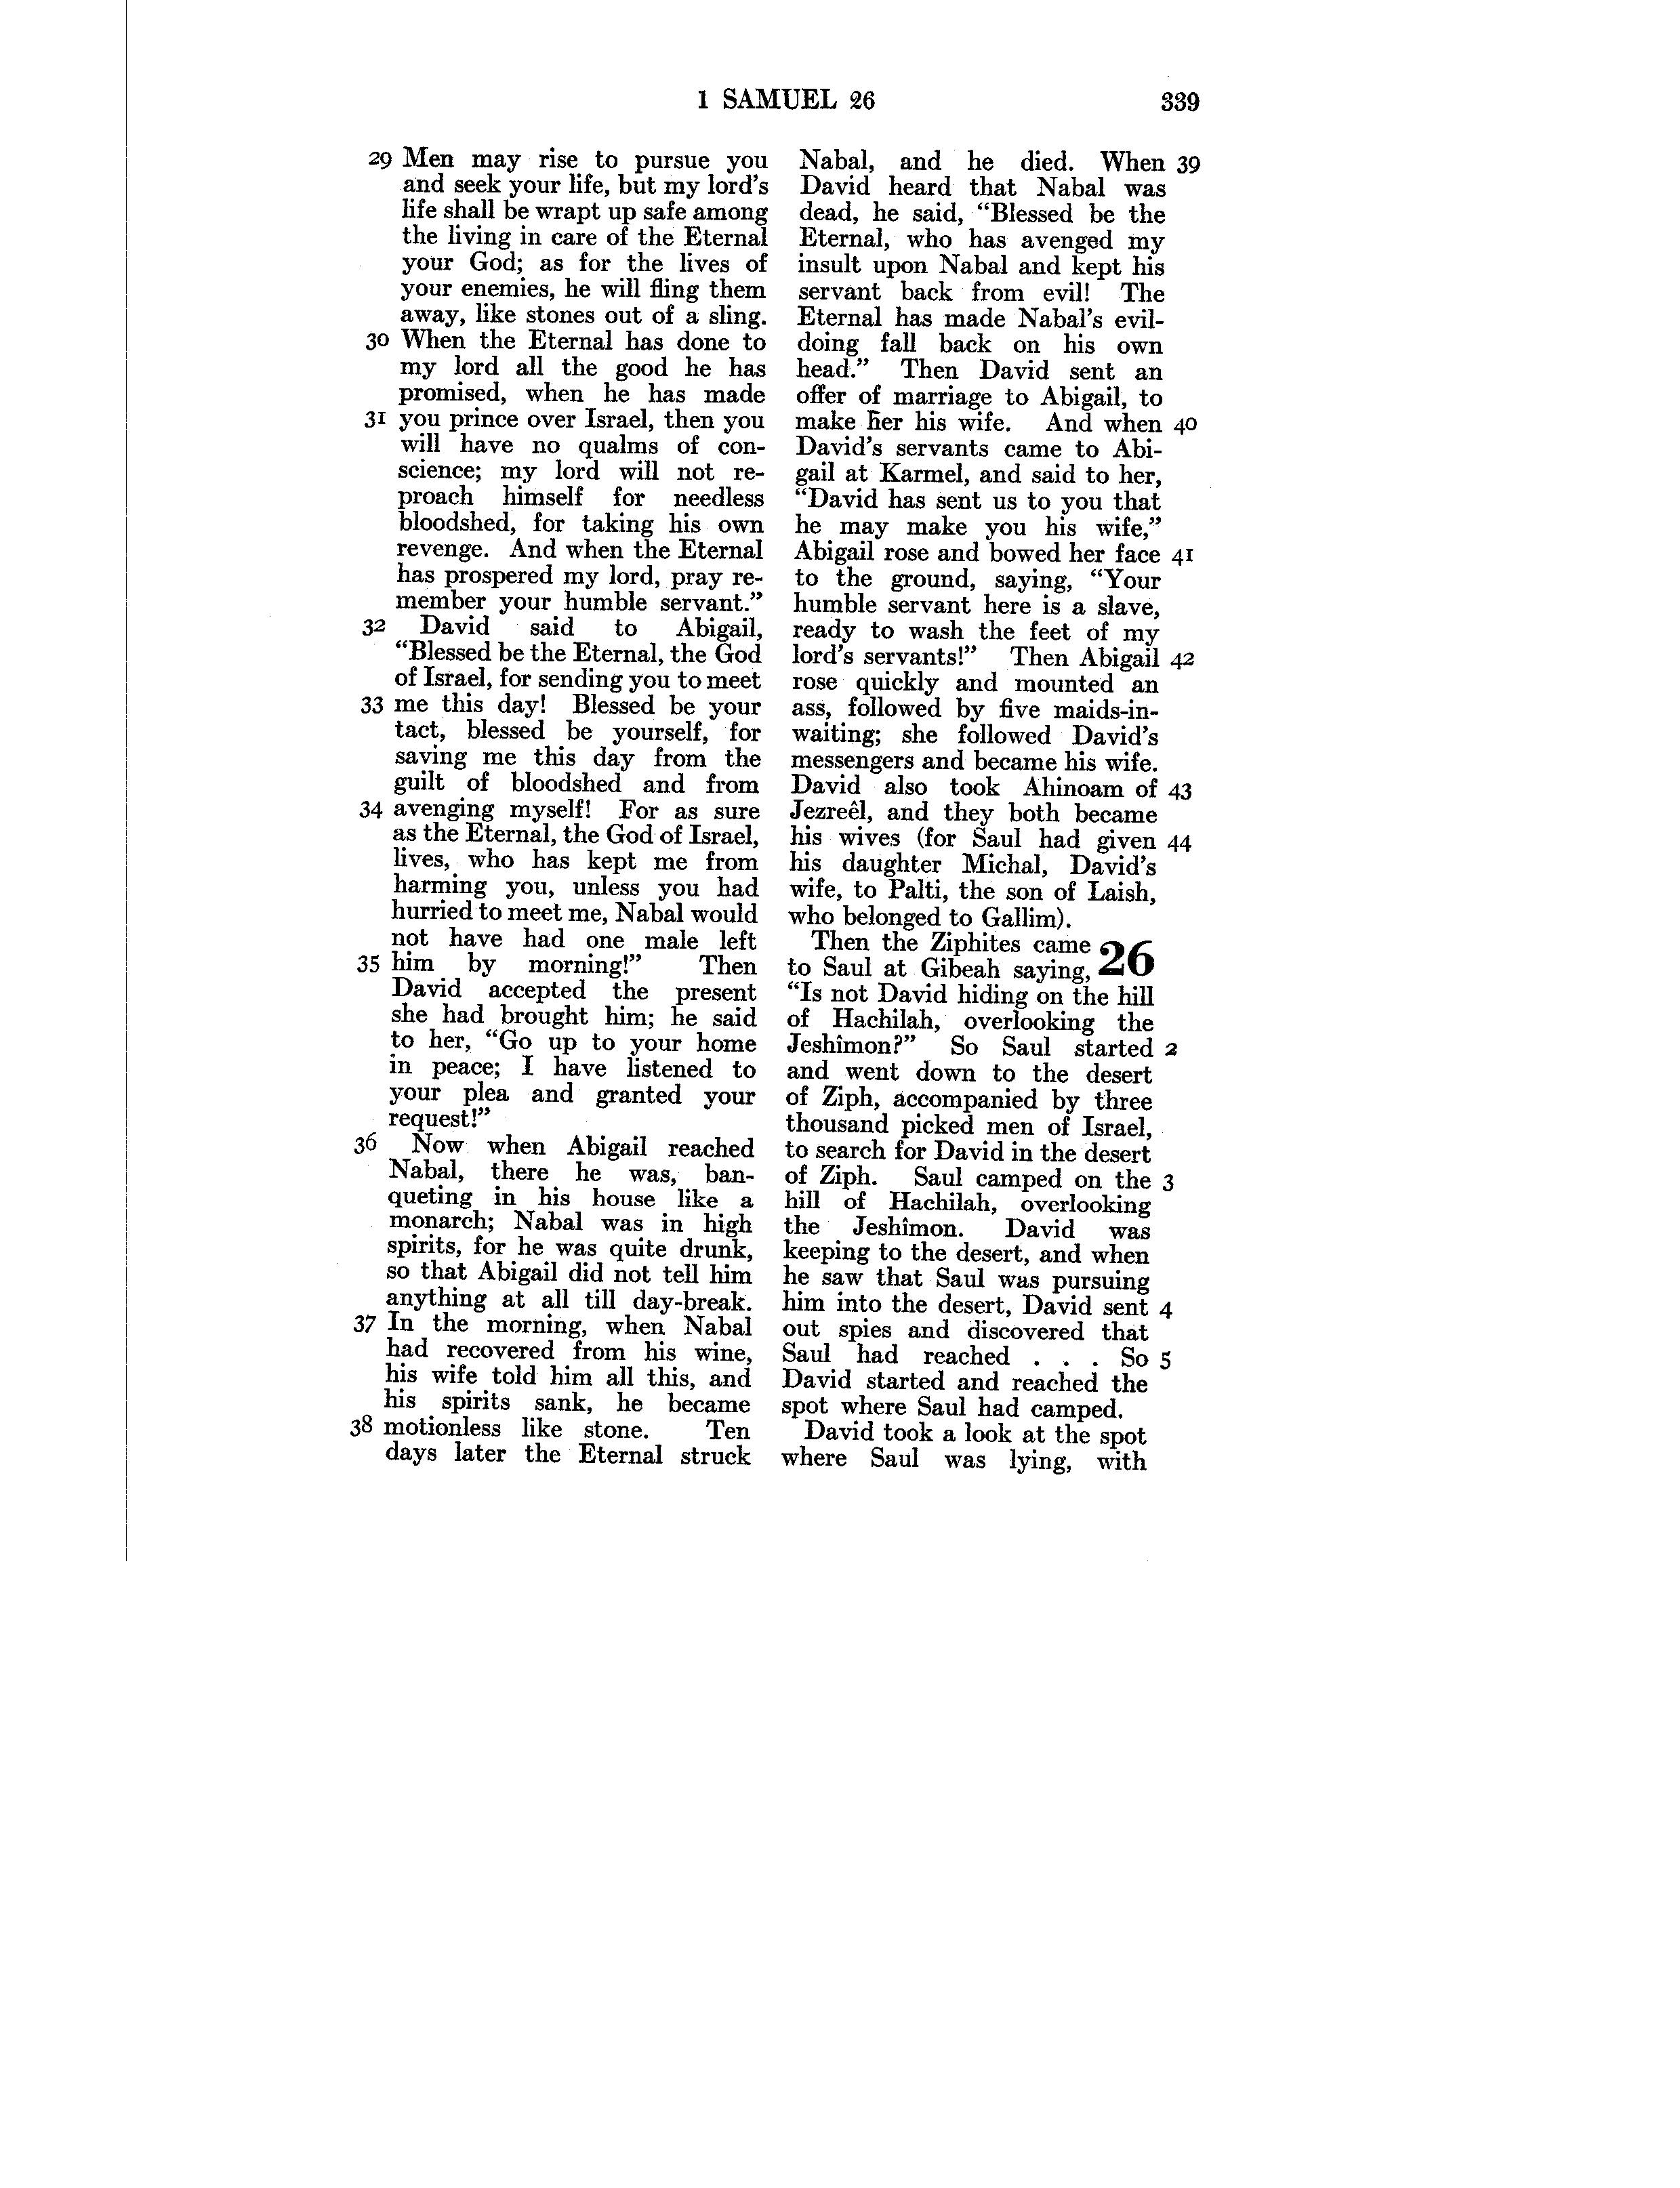 1 SAMUEL 26 339
29 Men may rise to pursue you
and seek your life, but my lord's
life shall be wrapt up safe among
the living in care of the Eternal
your God; as for the lives of
your enemies, he will fling them
away, like stones out of a sling.
30 When the Eternal has done to
my lord all the good he has
promised, when he has made
31 you prince over Israel, then you
will have no qualms of con-
science; my lord will not re-
proach himself for needless
bloodshed, for taking his own
revenge. And when the Eternal
has prospered my lord, pray re-
member your humble servant."
32 David said to Abigail,
"Blessed be the Eternal, the God
of Israel, for sending you to meet
33 me this day! Blessed be your
tact, blessed be yourself, for
saving me this day from the
guilt of bloodshed and from
34 avenging myself! For as sure
as the Eternal, the God of Israel,
lives, who has kept me from
harming you, unless you had
hurried to meet me, Nabal would
not have had one male left
35 him by morning!" Then
David accepted the present
she had brought him; he said
to her, "Go up to your home
in peace; I have listened to
your plea and granted your
request!"
36 Now when Abigail reached
Nabal, there he was, ban-
queting in his house like a
monarch; Nabal was in high
spirits, for he was quite drunk,
so that Abigail did not tell him
anything at all till day-break.
37 In the morning, when Nabal
had recovered from his wine,
his wife told him all this, and
his spirits sank, he became
38 motionless like stone. Ten
days later the Eternal struck
Nabal, and he died. When 39
David heard that Nabal was
dead, he said, "Blessed be the
Eternal, who has avenged my
insult upon Nabal and kept his
servant back from evil! The
Eternal has made Nabal's evil-
doing fall back on his own
head." Then David sent an
offer of marriage to Abigail, to
make her his wife. And when 40
David's servants came to Abi-
gail at Karmel, and said to her,
"David has sent us to you that
he may make you his wife,"
Abigail rose and bowed her face 41
to the ground, saying, "Your
humble servant here is a slave,
ready to wash the feet of my
lord's servants!" Then Abigail 42
rose quickly and mounted an
ass, followed by five maids-in-
waiting; she followed David's
messengers and became his wife.
David also took Ahinoam of 43
Jezreêl, and they both became
his wives (for Saul had given 44
his daughter Michal, David's
wife, to Palti, the son of Laish,
who belonged to Gallim).
Then the Ziphites came 26
to Saul at Gibeah saying,
"Is not David hiding on the hill
of Hachilah, overlooking the
Jeshîmon?" So Saul started 2
and went down to the desert
of Ziph, accompanied by three
thousand picked men of Israel,
to search for David in the desert
of Ziph. Saul camped on the 3
hill of Hachilah, overlooking
the Jeshîmon. David was
keeping to the desert, and when
he saw that Saul was pursuing
him into the desert, David sent 4
out spies and discovered that
Saul had reached . . . So 5
David started and reached the
spot where Saul had camped.
David took a look at the spot
where Saul was lying, with